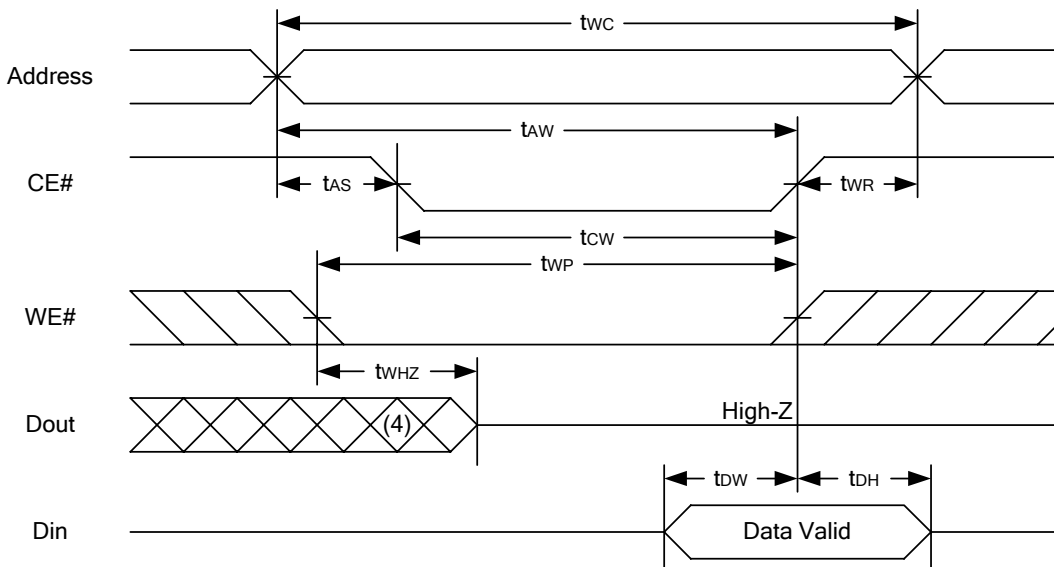 tWC
Address
tAW
CE#
tAS
tWR
tCW
tWP
WE#
tWHZ
Dout
(4)
High-Z
tDW
tDH
Din
Data Valid